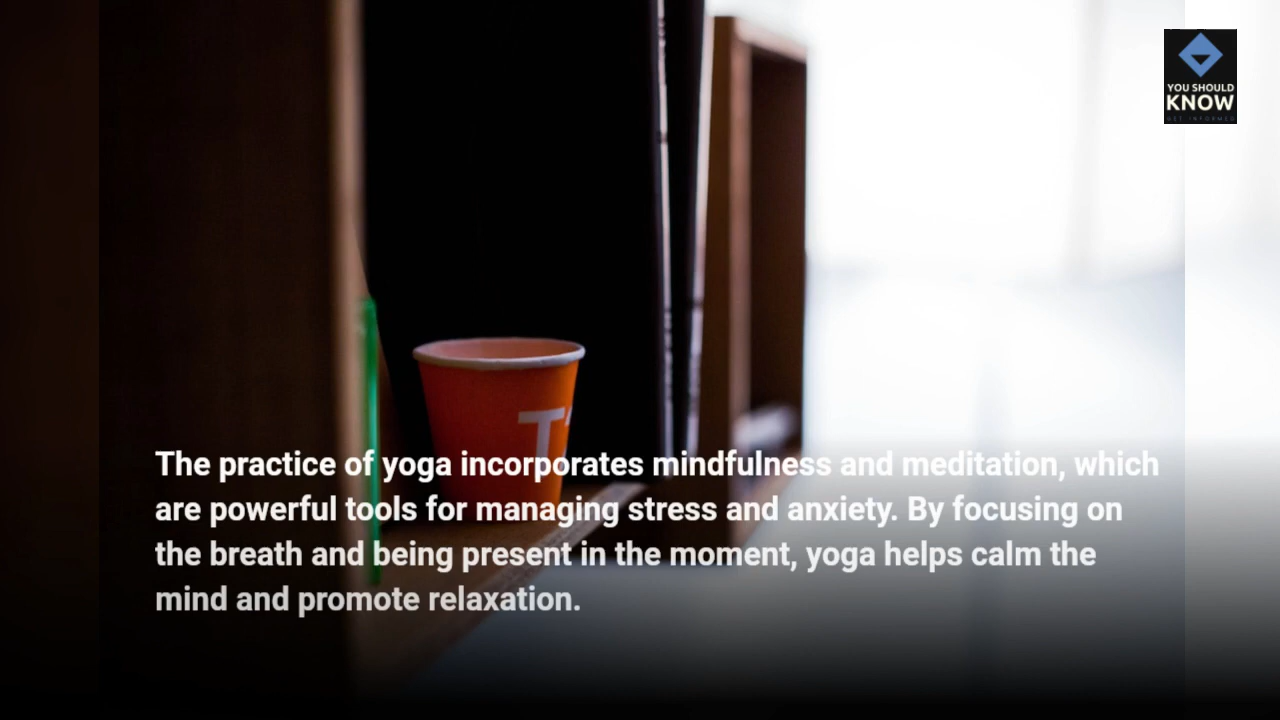 YOU SHOULD
KNOW
GET INFORMED
T
The practice of yoga incorporates mindfulness and meditation, which
are powerful tools for managing stress and anxiety. By focusing on
the breath and being present in the moment, yoga helps calm the
mind and promote relaxation.